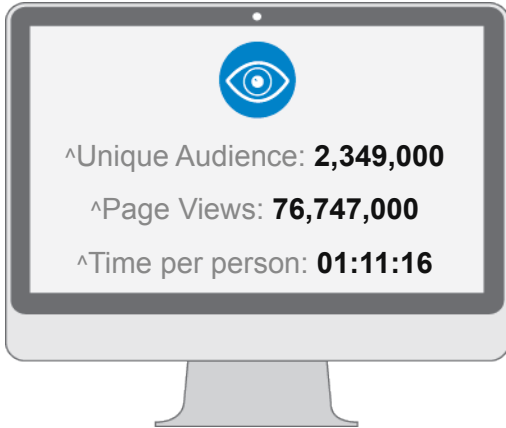 ^Unique Audience: 2,349,000
^Page Views: 76,747,000
^Time per person: 01:11:16